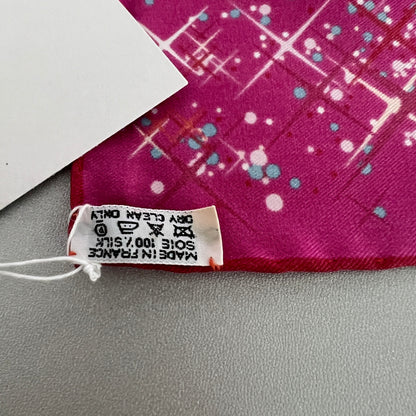 MADE IN FRANCE
SOIE 100% SILK
DRY CLEAN ONLY